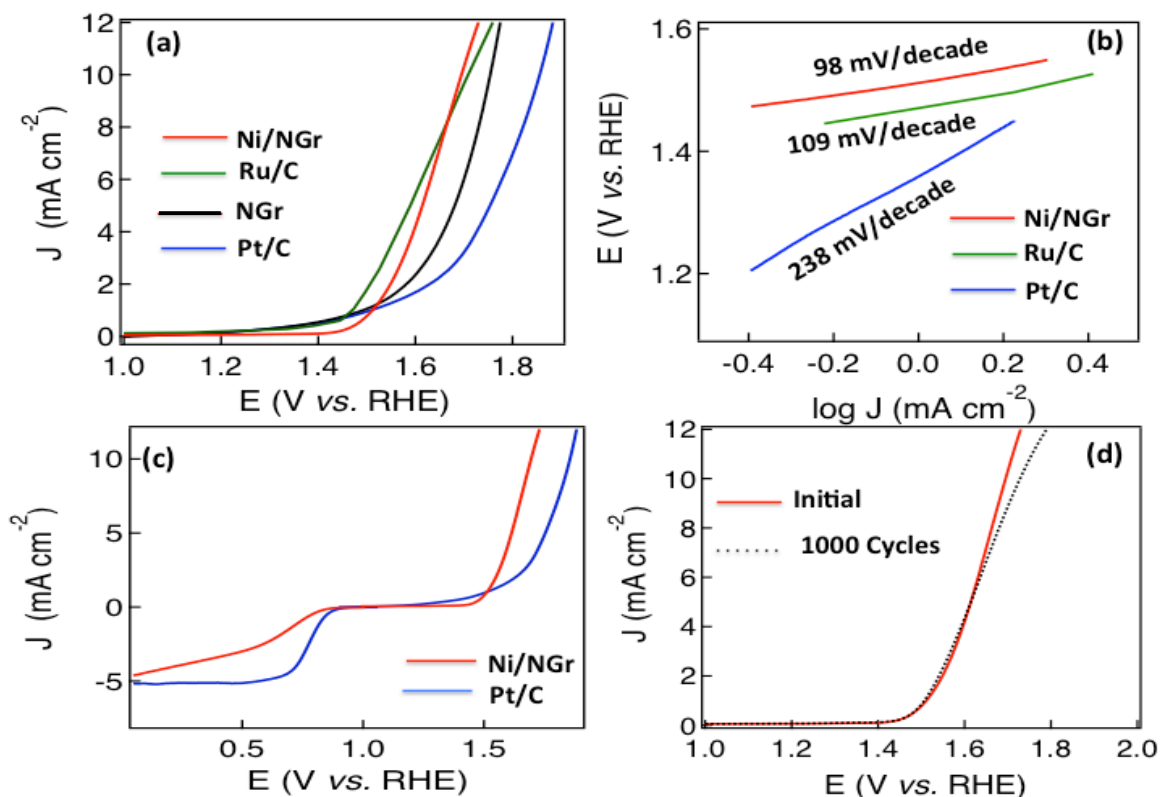 (a)
12
10
8
6
4
2
0
J (mA cm-2)
Ni/NGr
Ru/C
NGr
Pt/C
1.0
1.2
1.4
1.6
1.8
E (V vs. RHE)
(b)
1.6
1.4
1.2
E (V vs. RHE)
98 mV/decade
109 mV/decade
238 mV/decade
Ni/NGr
Ru/C
Pt/C
-0.4
0.0
0.4
log J (mA cm-2)
(c)
10
5
0
-5
J (mA cm-2)
Ni/NGr
Pt/C
0.5
1.0
1.5
E (V vs. RHE)
(d)
12
10
8
6
4
2
0
J (mA cm-2)
Initial
1000 Cycles
1.0
1.2
1.4
1.6
1.8
2.0
E (V vs. RHE)